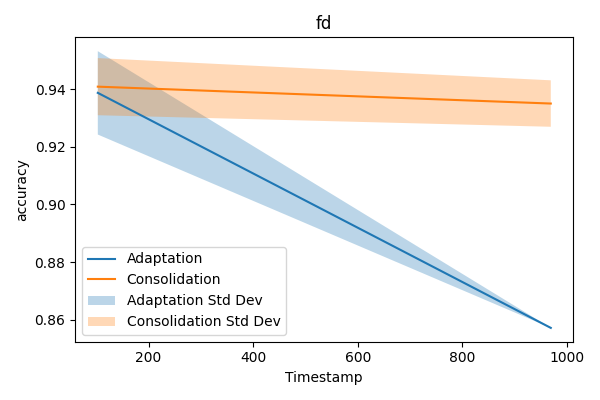 fd
accuracy
0.94
0.92
0.90
0.88
0.86
Adaptation
Consolidation
Adaptation Std Dev
Consolidation Std Dev
200
400
600
800
1000
Timestamp